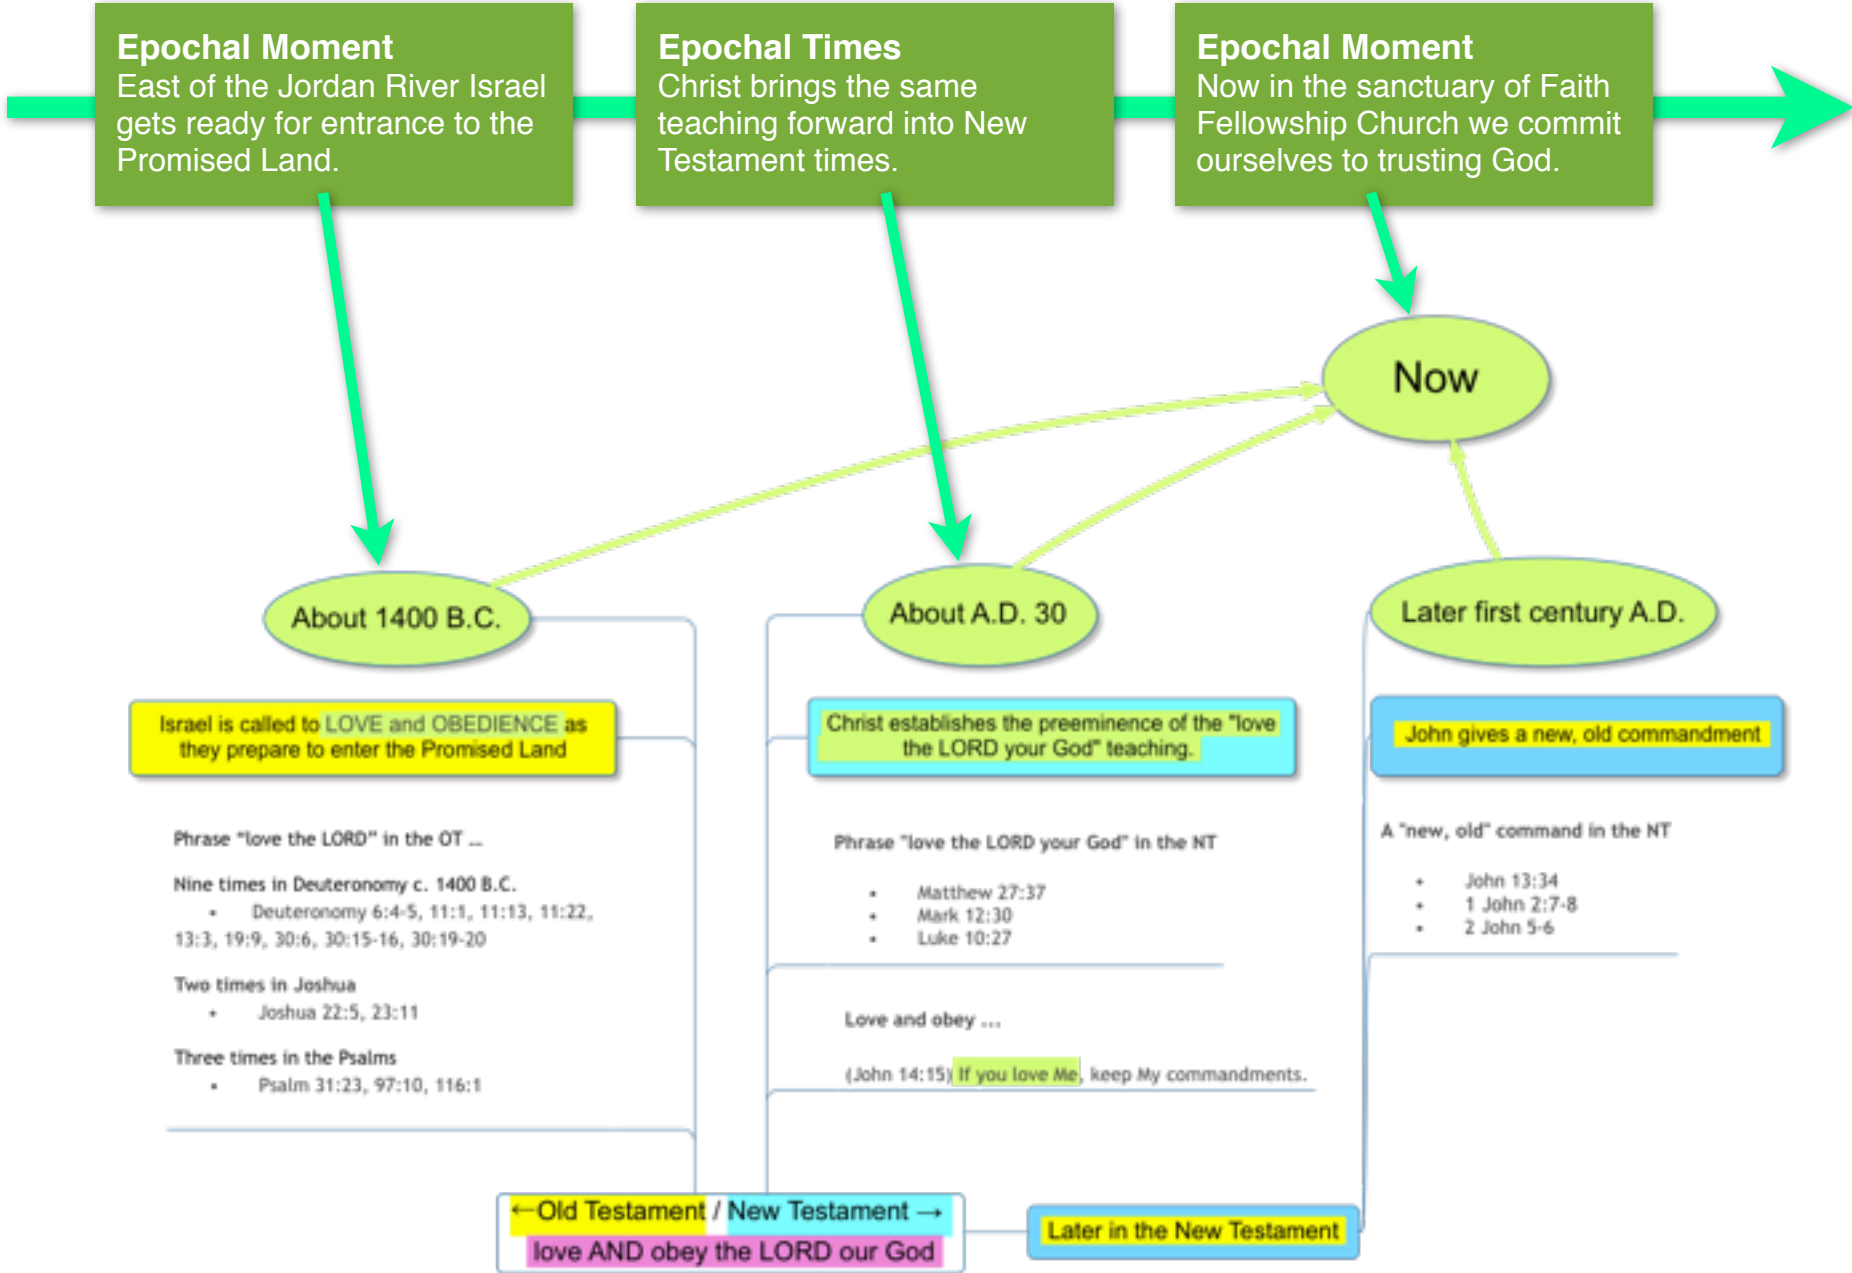 Epochal Moment
East of the Jordan River Israel
gets ready for entrance to the
Promised Land.
Epochal Times
Christ brings the same
teaching forward into New
Testament times.
Epochal Moment
Now in the sanctuary of Faith
Fellowship Church we commit
ourselves to trusting God.
Now
About 1400 B.C.
About A.D. 30
Later first century A.D.
Israel is called to LOVE and OBEDIENCE as
they prepare to enter the Promised Land
Christ establishes the preeminence of the "love
the LORD your God" teaching.
John gives a new, old commandment
Phrase "love the LORD" in the OT ...
Nine times in Deuteronomy c. 1400 B.C.
• Deuteronomy 6:4-5, 11:1, 11:13, 11:22,
13:3, 19:9, 30:6, 30:15-16, 30:19-20
Two times in Joshua
• Joshua 22:5, 23:11
Three times in the Psalms
• Psalm 31:23, 97:10, 116:1
Phrase "love the LORD your God" in the NT
• Matthew 27:37
• Mark 12:30
• Luke 10:27
Love and obey ...
(John 14:15) If you love Me, keep My commandments.
A "new, old" command in the NT
• John 13:34
• 1 John 2:7-8
• 2 John 5-6
←Old Testament / New Testament →
love AND obey the LORD our God
Later in the New Testament